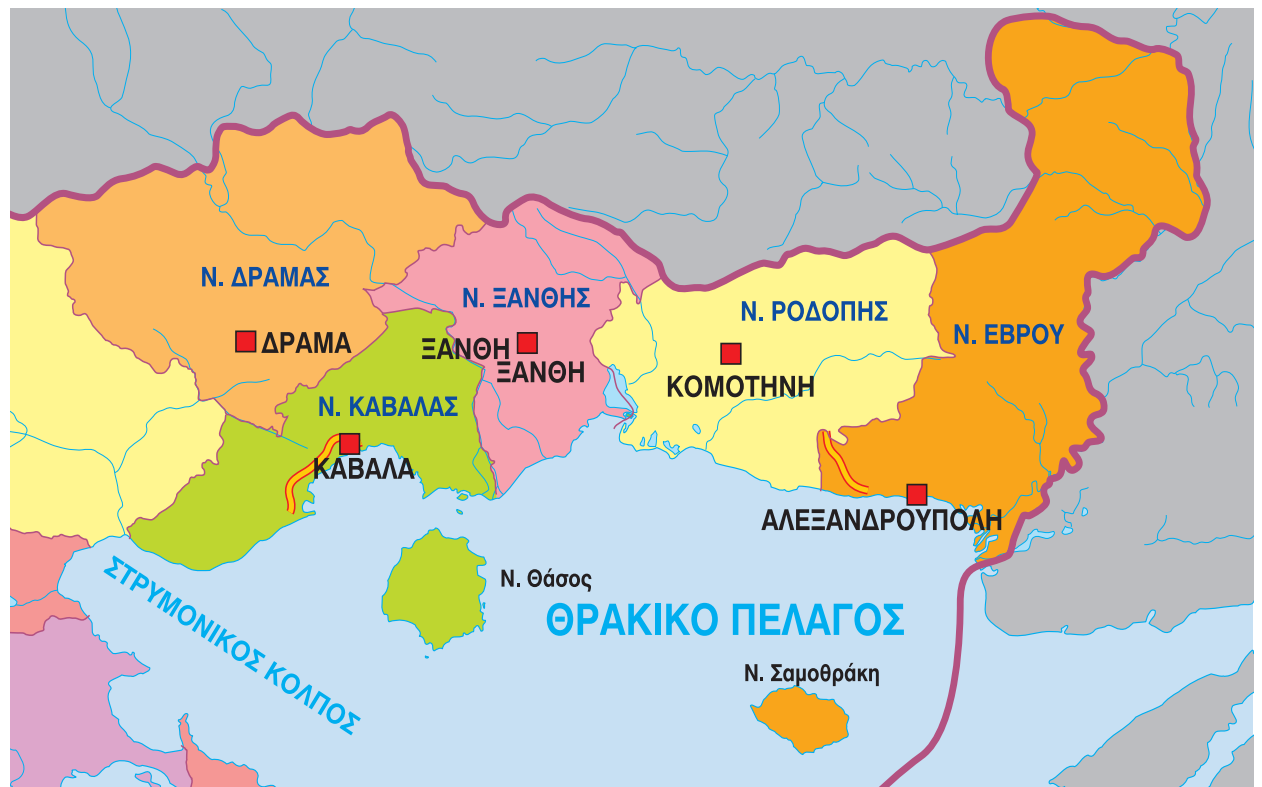 Ν. ΔΡΑΜΑΣ
Ν. ΞΑΝΘΗΣ
Ν. ΡΟΔΟΠΗΣ
Ν. ΕΒΡΟΥ
ΔΡΑΜΑ
ΞΑΝΘΗ
ΞΑΝΘΗ
ΚΟΜΟΤΗΝΗ
Ν. ΚΑΒΑΛΑΣ
ΚΑΒΑΛΑ
ΑΛΕΞΑΝΔΡΟΥΠΟΛΗ
ΣΤΡΥΜΟΝΙΚΟΣ ΚΟΛΠΟΣ
Ν. Θάσος
ΘΡΑΚΙΚΟ ΠΕΛΑΓΟΣ
Ν. Σαμοθράκη